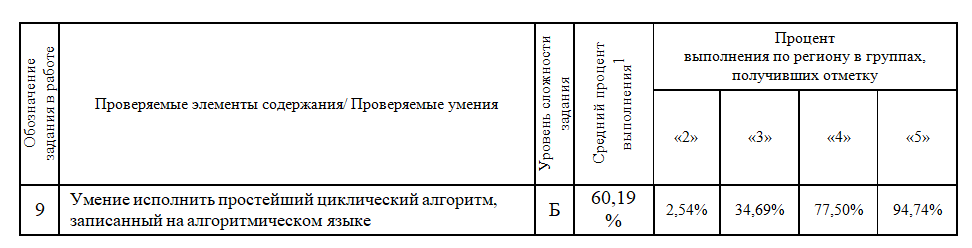 Обозначение
задания в работе
Проверяемые элементы содержания/ Проверяемые умения
Уровень сложности
задания
Средний процент
выполнения1
Процент
выполнения по региону в группах,
получивших отметку
«2»
«3»
«4»
«5»
9
Умение исполнить простейший циклический алгоритм,
записанный на алгоритмическом языке
Б
60,19
%
2,54%
34,69%
77,50%
94,74%